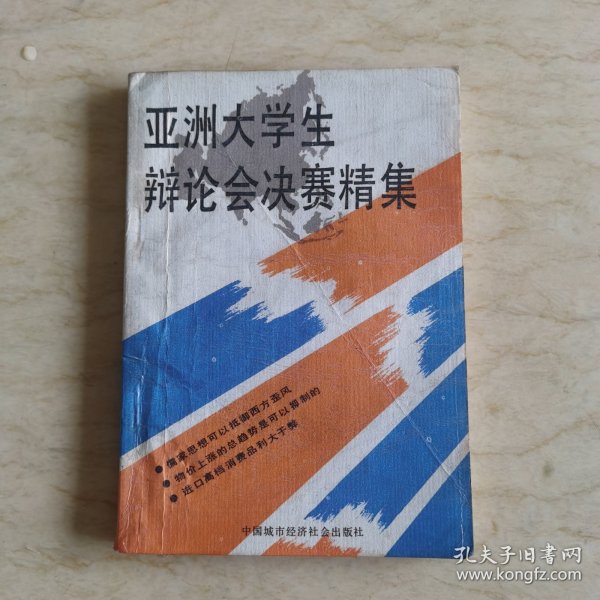 亚洲大学生
辩论会决赛精集
●儒家思想可以抵御西方歪风
●物价上涨的总趋势是可以抑制的
●进口高档消费品利大于弊
中国城市经济社会出版社
孔夫子旧书网
www.kongfz.com